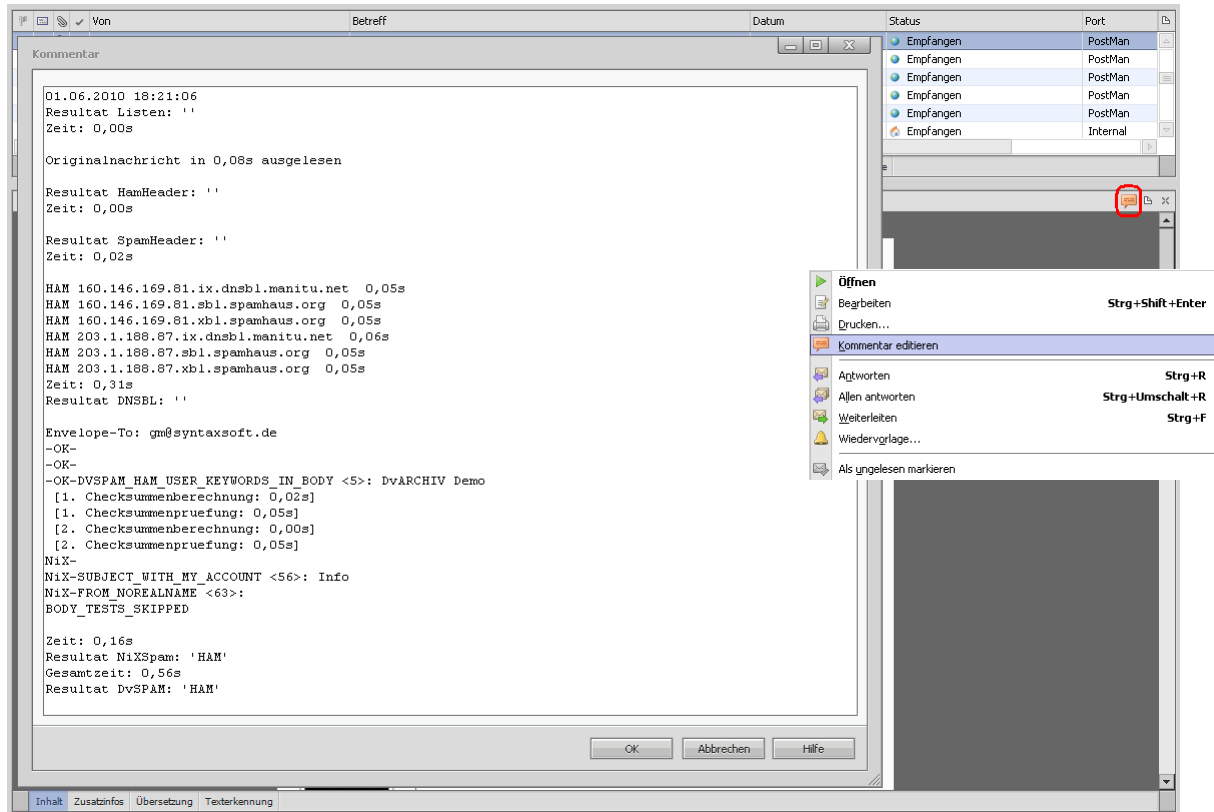 Von Betreff Datum Status Port
Empfangen PostMan
Empfangen PostMan
Empfangen PostMan
Empfangen PostMan
Empfangen PostMan
Empfangen Internal
Kommentar
01.06.2010 18:21:06
Resultat Listen: ''
Zeit: 0,00s
Originalnachricht in 0,08s ausgelesen
Resultat HamHeader: ''
Zeit: 0,00s
Resultat SpamHeader: ''
Zeit: 0,02s
HAM 160.146.169.81.ix.dnsbl.manitu.net 0,05s
HAM 160.146.169.81.sbl.spamhaus.org 0,05s
HAM 160.146.169.81.xbl.spamhaus.org 0,05s
HAM 203.1.188.87.ix.dnsbl.manitu.net 0,06s
HAM 203.1.188.87.sbl.spamhaus.org 0,05s
HAM 203.1.188.87.xbl.spamhaus.org 0,05s
Zeit: 0,31s
Resultat DNSBL: ''
Envelope-To: gm@syntaxsoft.de
-OK-
-OK-
-OK-DVSPAM_HAM_USER_KEYWORDS_IN_BODY <5>: DvARCHIV Demo
[1. Checksummenberechnung: 0,02s]
[1. Checksummenpruefung: 0,05s]
[2. Checksummenberechnung: 0,00s]
[2. Checksummenpruefung: 0,05s]
NiX-
NiX-SUBJECT_WITH_MY_ACCOUNT <56>: Info
NiX-FROM_NOREALNAME <63>:
BODY_TESTS_SKIPPED
Zeit: 0,16s
Resultat NiXSpam: 'HAM'
Gesamtzeit: 0,56s
Resultat DvSPAM: 'HAM'
OK Abbrechen Hilfe
Öffnen
Bearbeiten Strg+Shift+Enter
Drucken...
Kommentar editieren
Antworten Strg+R
Allen antworten Strg+Umschalt+R
Weiterleiten Strg+F
Wiedervorlage...
Als ungelesen markieren
Inhalt Zusatzinfos Übersetzung Texterkennung